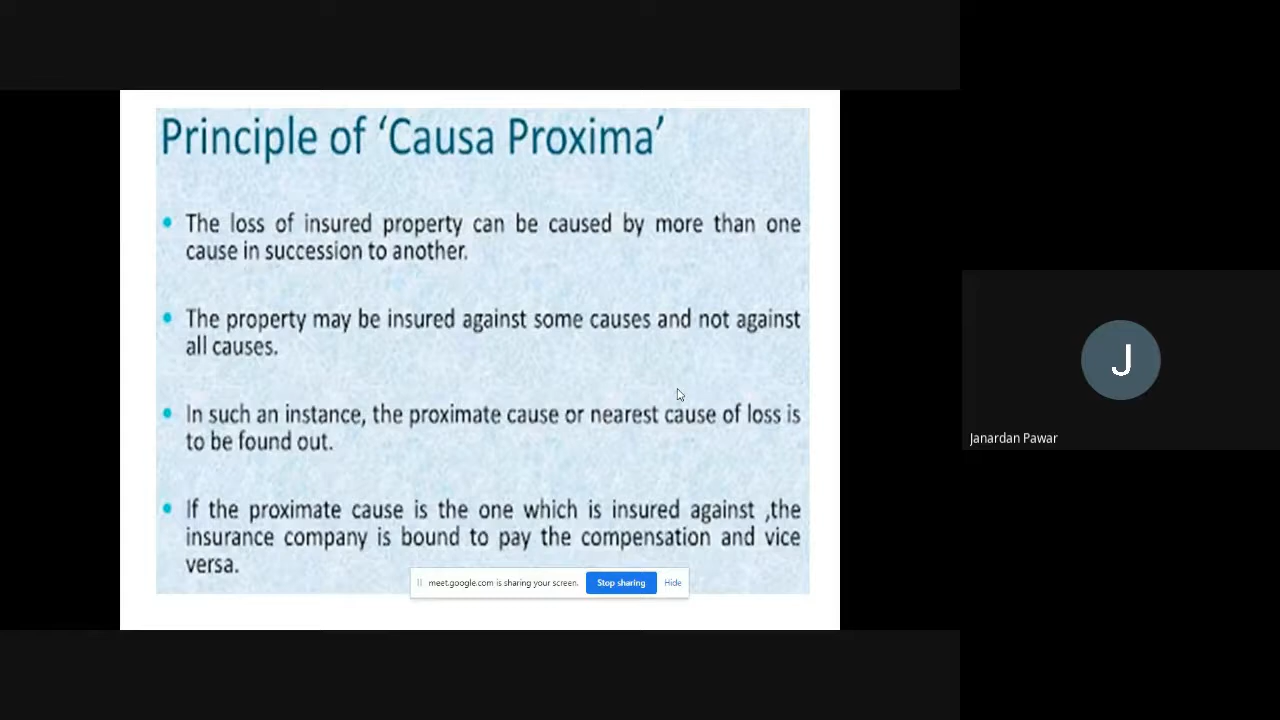 Principle of ‘Causa Proxima’
• The loss of insured property can be caused by more than one
cause in succession to another.
• The property may be insured against some causes and not against
all causes.
• In such an instance, the proximate cause or nearest cause of loss is
to be found out.
• If the proximate cause is the one which is insured against ,the
insurance company is bound to pay the compensation and vice
versa.
meet.google.com is sharing your screen. Stop sharing Hide
J
Janardan Pawar